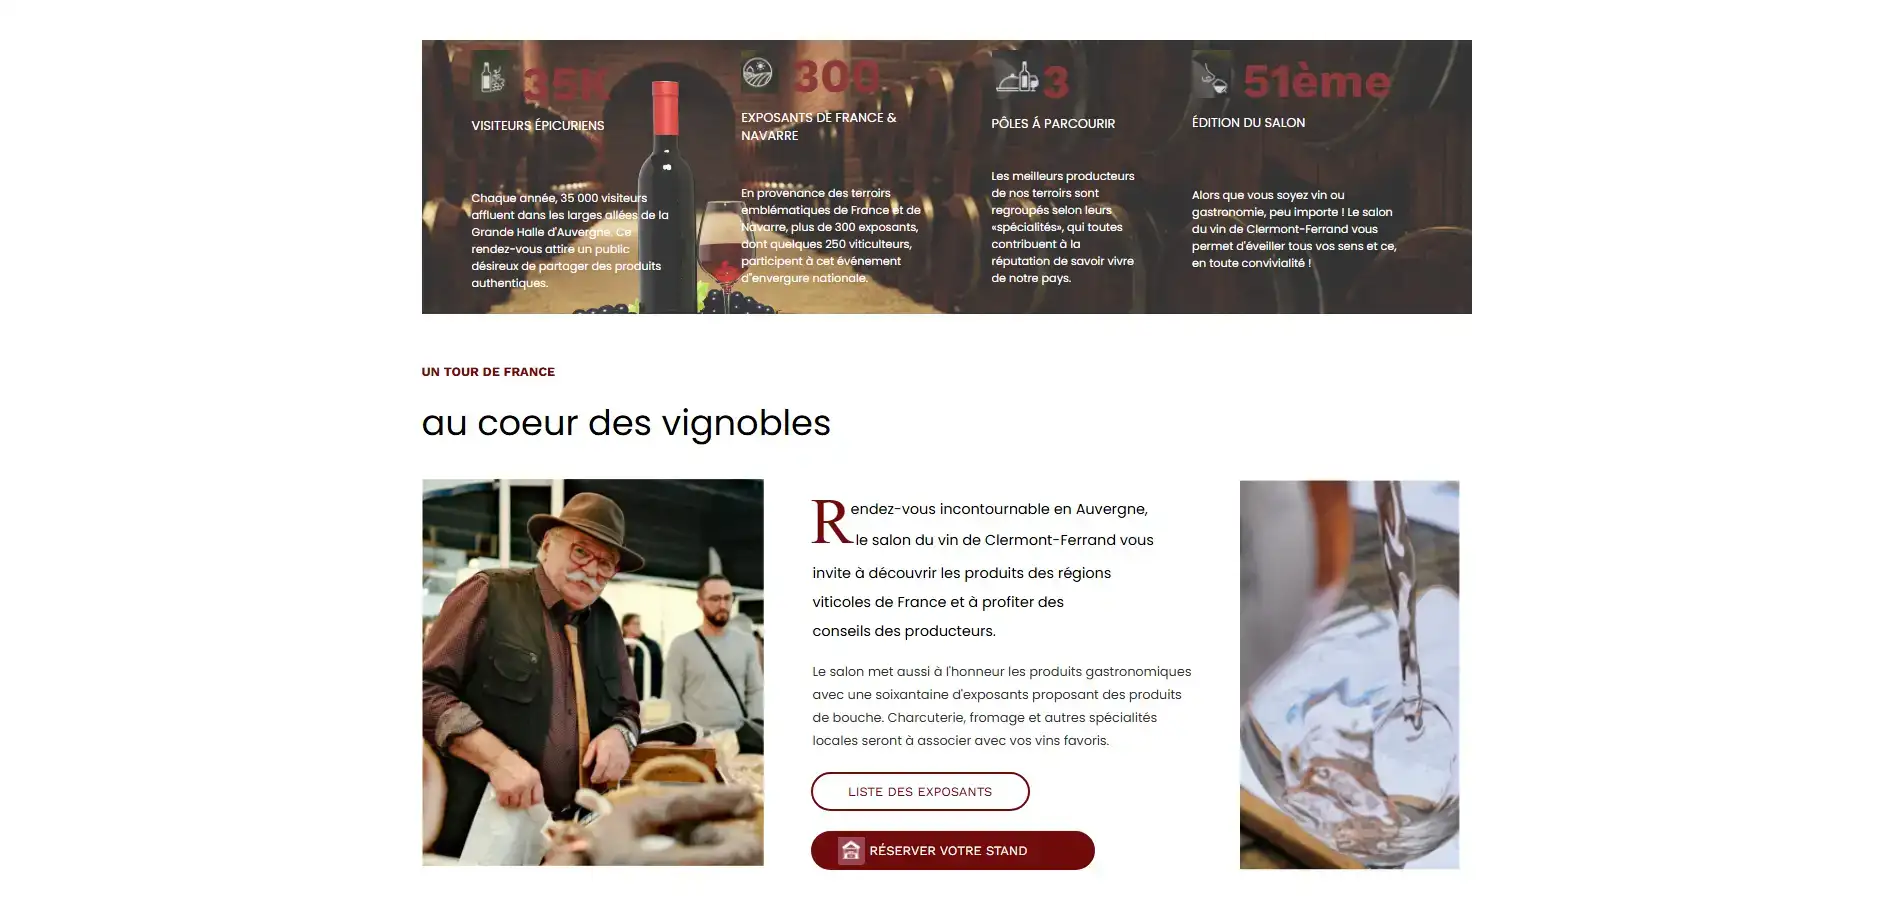 35K
VISITEURS ÉPICURIENS
Chaque année, 35 000 visiteurs
affluent dans les larges allées de la
Grande Halle d'Auvergne. Ce
rendez-vous attire un public
désireux de partager des produits
authentiques.
300
EXPOSANTS DE FRANCE &
NAVARRE
En provenance des terroirs
emblématiques de France et de
Navarre, plus de 300 exposants,
dont quelques 250 viticulteurs,
participent à cet événement
d"envergure nationale.
3
PÔLES Á PARCOURIR
Les meilleurs producteurs
de nos terroirs sont
regroupés selon leurs
«spécialités», qui toutes
contribuent à la
réputation de savoir vivre
de notre pays.
51ème
ÉDITION DU SALON
Alors que vous soyez vin ou
gastronomie, peu importe ! Le salon
du vin de Clermont-Ferrand vous
permet d'éveiller tous vos sens et ce,
en toute convivialité !
UN TOUR DE FRANCE
au coeur des vignobles
Rendez-vous incontournable en Auvergne,
le salon du vin de Clermont-Ferrand vous
invite à découvrir les produits des régions
viticoles de France et à profiter des
conseils des producteurs.
Le salon met aussi à l'honneur les produits gastronomiques
avec une soixantaine d'exposants proposant des produits
de bouche. Charcuterie, fromage et autres spécialités
locales seront à associer avec vos vins favoris.
LISTE DES EXPOSANTS
RÉSERVER VOTRE STAND